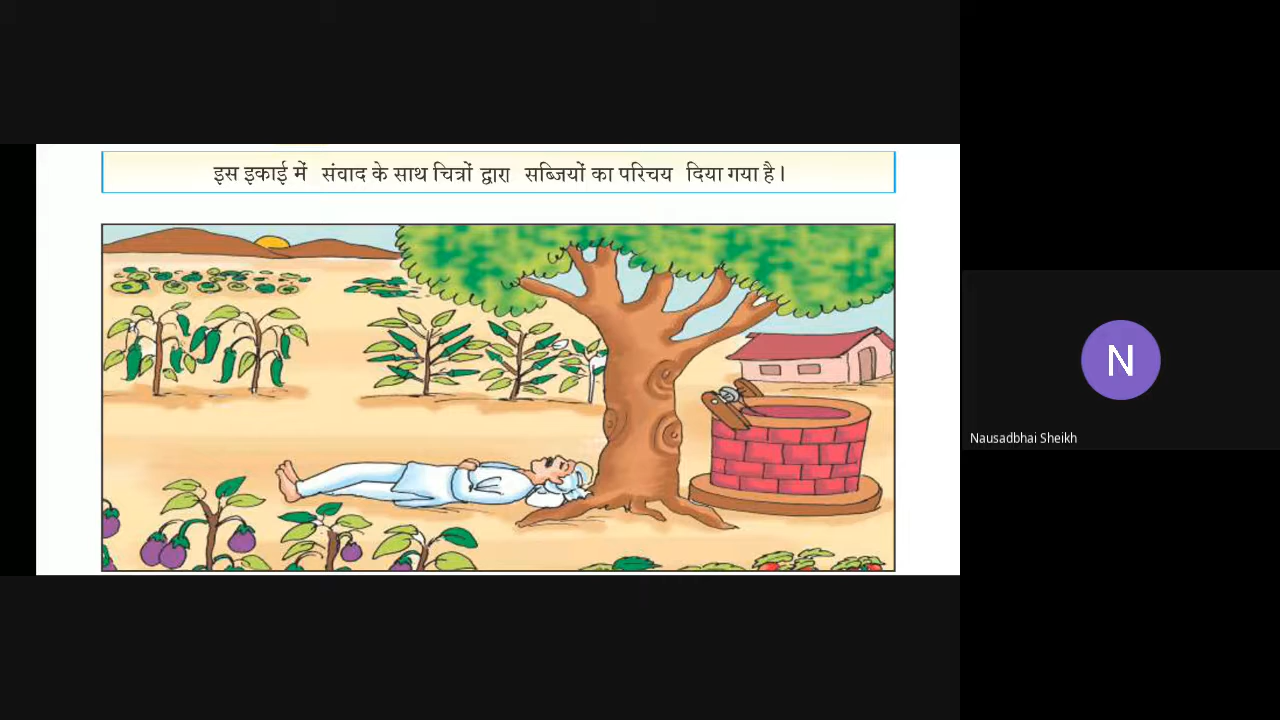 इस इकाई में संवाद के साथ चित्रों द्वारा सब्जियों का परिचय दिया गया है।
N
Nausadbhai Sheikh